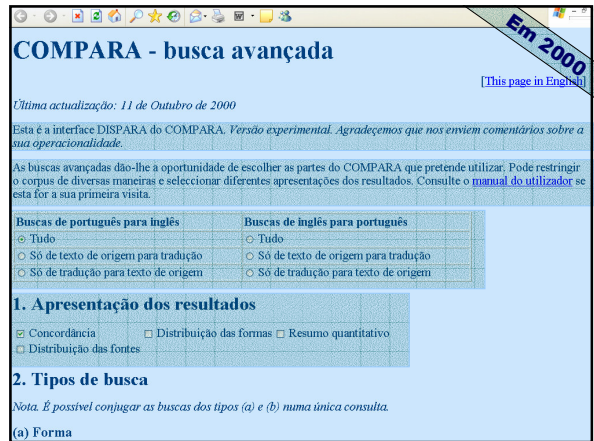 Em 2000
COMPARA - busca avançada
[This page in English]
Última actualização: 11 de Outubro de 2000
Esta é a interface DISPARA do COMPARA. Versão experimental. Agradeçemos que nos enviem comentários sobre a
sua operacionalidade.
As buscas avançadas dão-lhe a oportunidade de escolher as partes do COMPARA que pretende utilizar. Pode restringir
o corpus de diversas maneiras e seleccionar diferentes apresentações dos resultados. Consulte o manual do utilizador se
esta for a sua primeira visita.
Buscas de português para inglês Buscas de inglês para português
Tudo Tudo
Só de texto de origem para tradução Só de texto de origem para tradução
Só de tradução para texto de origem Só de tradução para texto de origem
1. Apresentação dos resultados
Concordância Distribuição das formas Resumo quantitativo
Distribuição das fontes
2. Tipos de busca
Nota. É possível conjugar as buscas dos tipos (a) e (b) numa única consulta.
(a) Forma